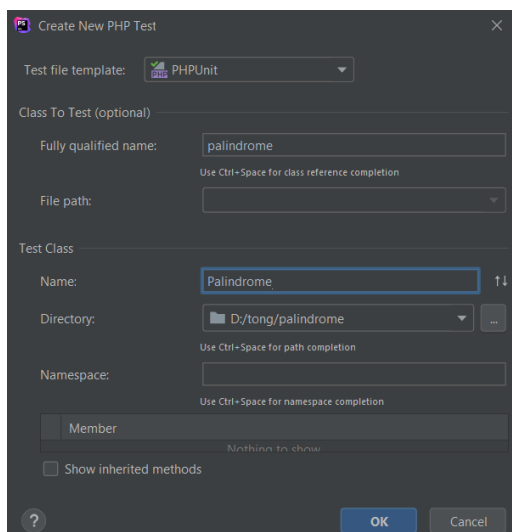 PS Create New PHP Test
Test file template: PHP PHPUnit
Class To Test (optional)
Fully qualified name: palindrome
Use Ctrl+Space for class reference completion
File path:
Test Class
Name: Palindrome
Directory: D:/tong/palindrome ...
Use Ctrl+Space for path completion
Namespace:
Use Ctrl+Space for namespace completion
Member
Nothing to show
Show inherited methods
? OK Cancel